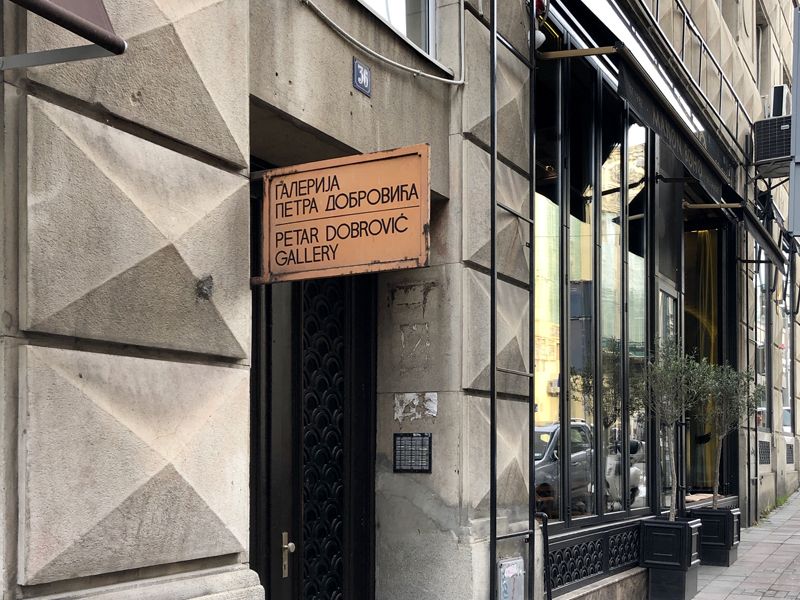 36
ГАЛЕРИЈА
ПЕТРА ДОБРОВИЋА
PETAR DOBROVIĆ
GALLERY